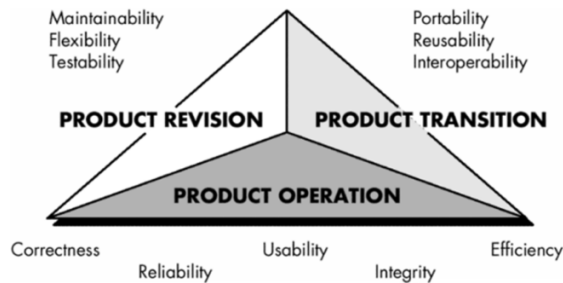 Maintainability
Flexibility
Testability
Portability
Reusability
Interoperability
PRODUCT REVISION
PRODUCT TRANSITION
PRODUCT OPERATION
Correctness
Usability
Efficiency
Reliability
Integrity